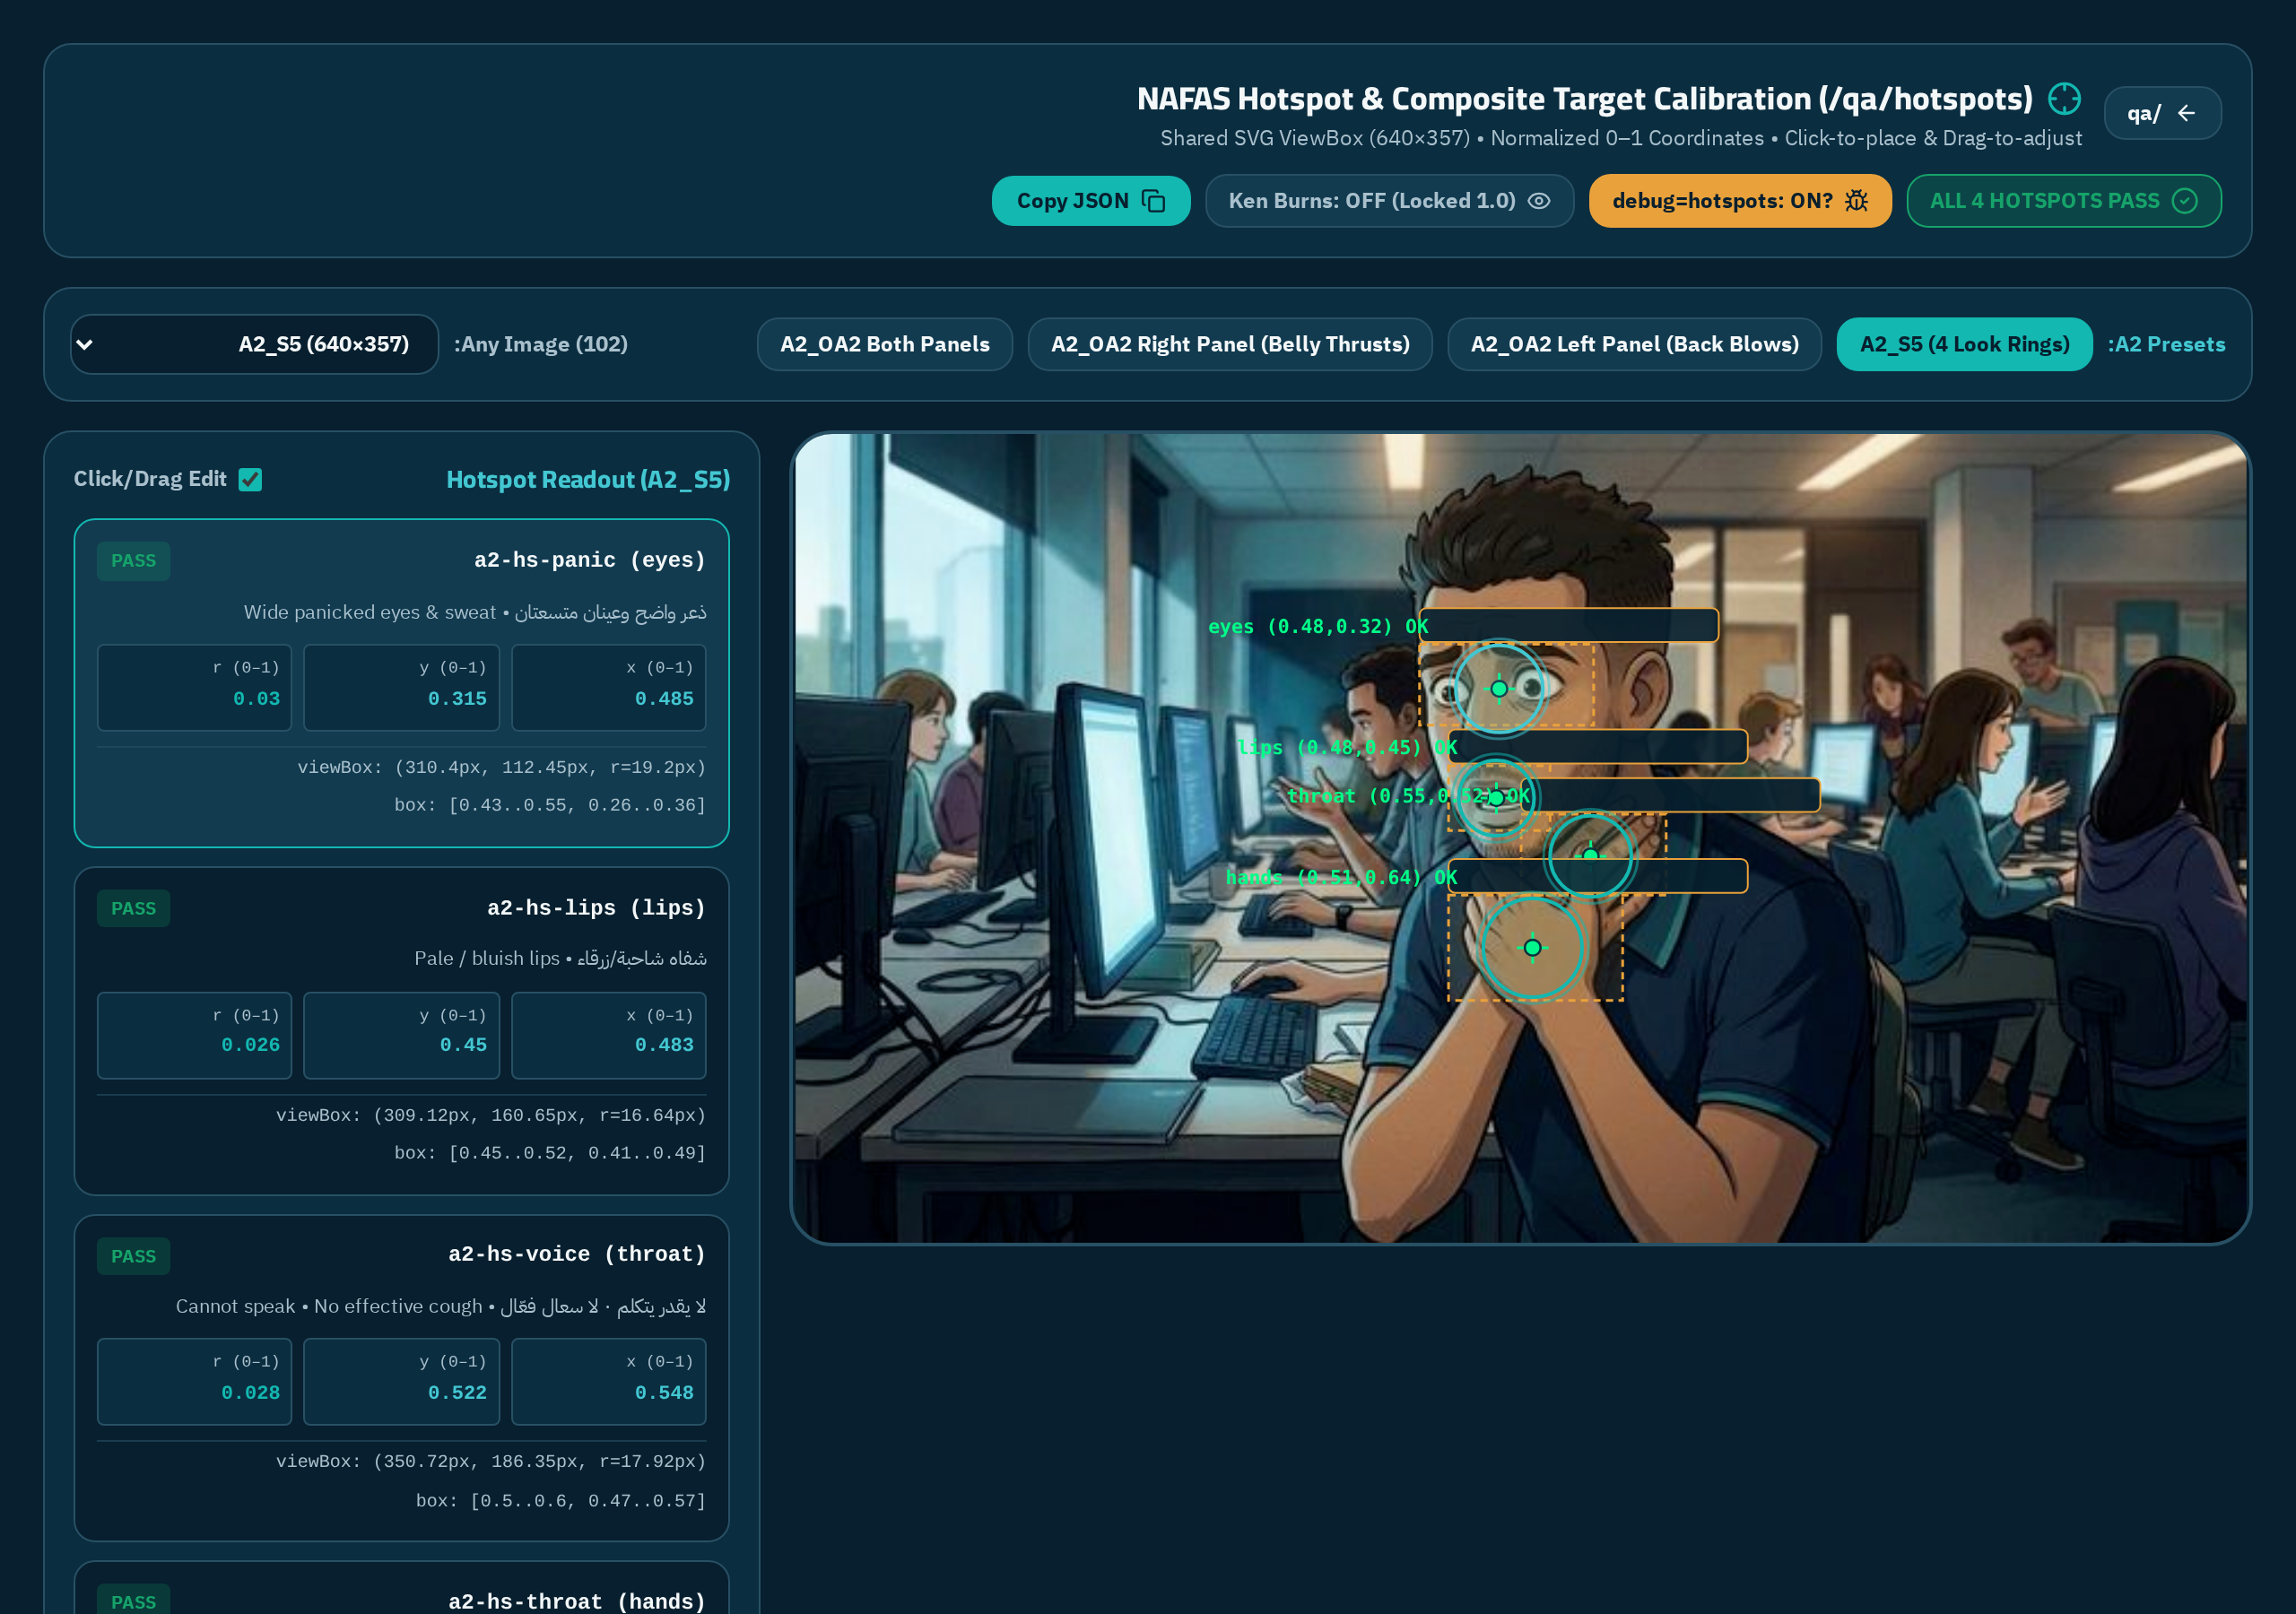 NAFAS Hotspot & Composite Target Calibration (/qa/hotspots)
qa/
Shared SVG ViewBox (640×357) • Normalized 0–1 Coordinates • Click-to-place & Drag-to-adjust
Copy JSON
Ken Burns: OFF (Locked 1.0)
debug=hotspots: ON?
ALL 4 HOTSPOTS PASS
A2_S5 (640×357)
:Any Image (102)
A2_OA2 Both Panels
A2_OA2 Right Panel (Belly Thrusts)
A2_OA2 Left Panel (Back Blows)
A2_S5 (4 Look Rings)
:A2 Presets
Click/Drag Edit
Hotspot Readout (A2_S5)
PASS
a2-hs-panic (eyes)
Wide panicked eyes & sweat • ذعر واضح وعينان متسعتان
r (0–1)
y (0–1)
x (0–1)
0.03
0.315
0.485
viewBox: (310.4px, 112.45px, r=19.2px)
box: [0.43..0.55, 0.26..0.36]
PASS
a2-hs-lips (lips)
Pale / bluish lips • شفاه شاحبة/زرقاء
r (0–1)
y (0–1)
x (0–1)
0.026
0.45
0.483
viewBox: (309.12px, 160.65px, r=16.64px)
box: [0.45..0.52, 0.41..0.49]
PASS
a2-hs-voice (throat)
Cannot speak • No effective cough • لا يقدر يتكلم · لا سعال فعّال
r (0–1)
y (0–1)
x (0–1)
0.028
0.522
0.548
viewBox: (350.72px, 186.35px, r=17.92px)
box: [0.5..0.6, 0.47..0.57]
PASS
a2-hs-throat (hands)
eyes (0.48,0.32) OK
lips (0.48,0.45) OK
throat (0.55,0.52) OK
hands (0.51,0.64) OK